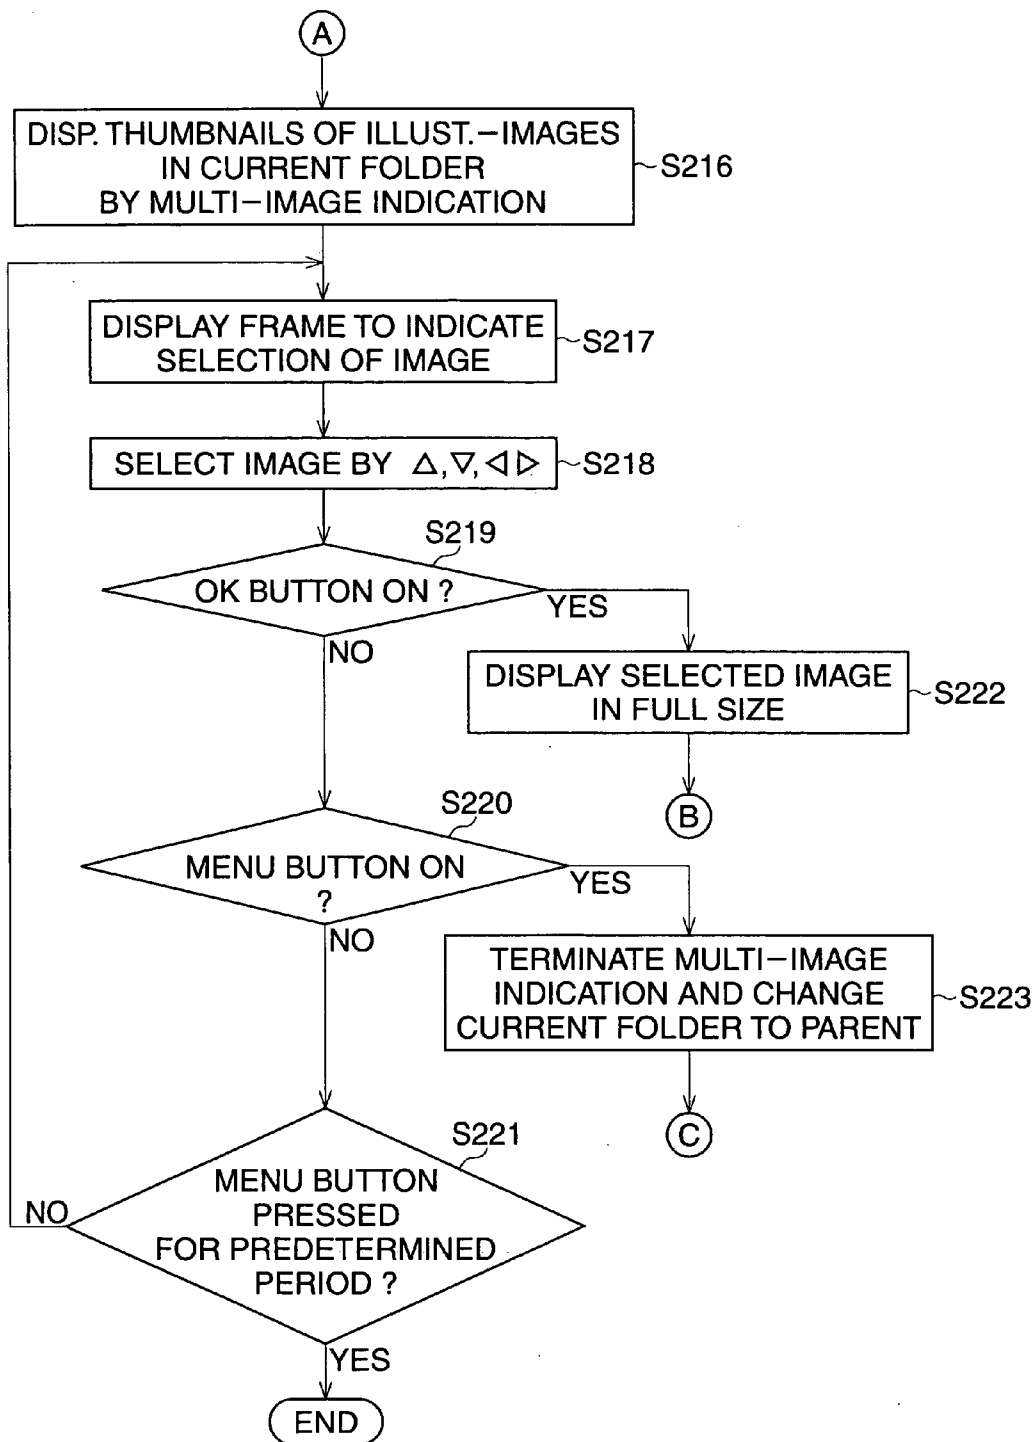 A
DISP. THUMBNAILS OF ILLUST.−IMAGES
IN CURRENT FOLDER
BY MULTI−IMAGE INDICATION
S216
DISPLAY FRAME TO INDICATE
SELECTION OF IMAGE
S217
SELECT IMAGE BY △,▽,◁ ▷
S218
S219
OK BUTTON ON ?
YES
NO
DISPLAY SELECTED IMAGE
IN FULL SIZE
S222
B
S220
MENU BUTTON ON
?
YES
NO
TERMINATE MULTI−IMAGE
INDICATION AND CHANGE
CURRENT FOLDER TO PARENT
S223
C
S221
MENU BUTTON
PRESSED
FOR PREDETERMINED
PERIOD ?
NO
YES
END